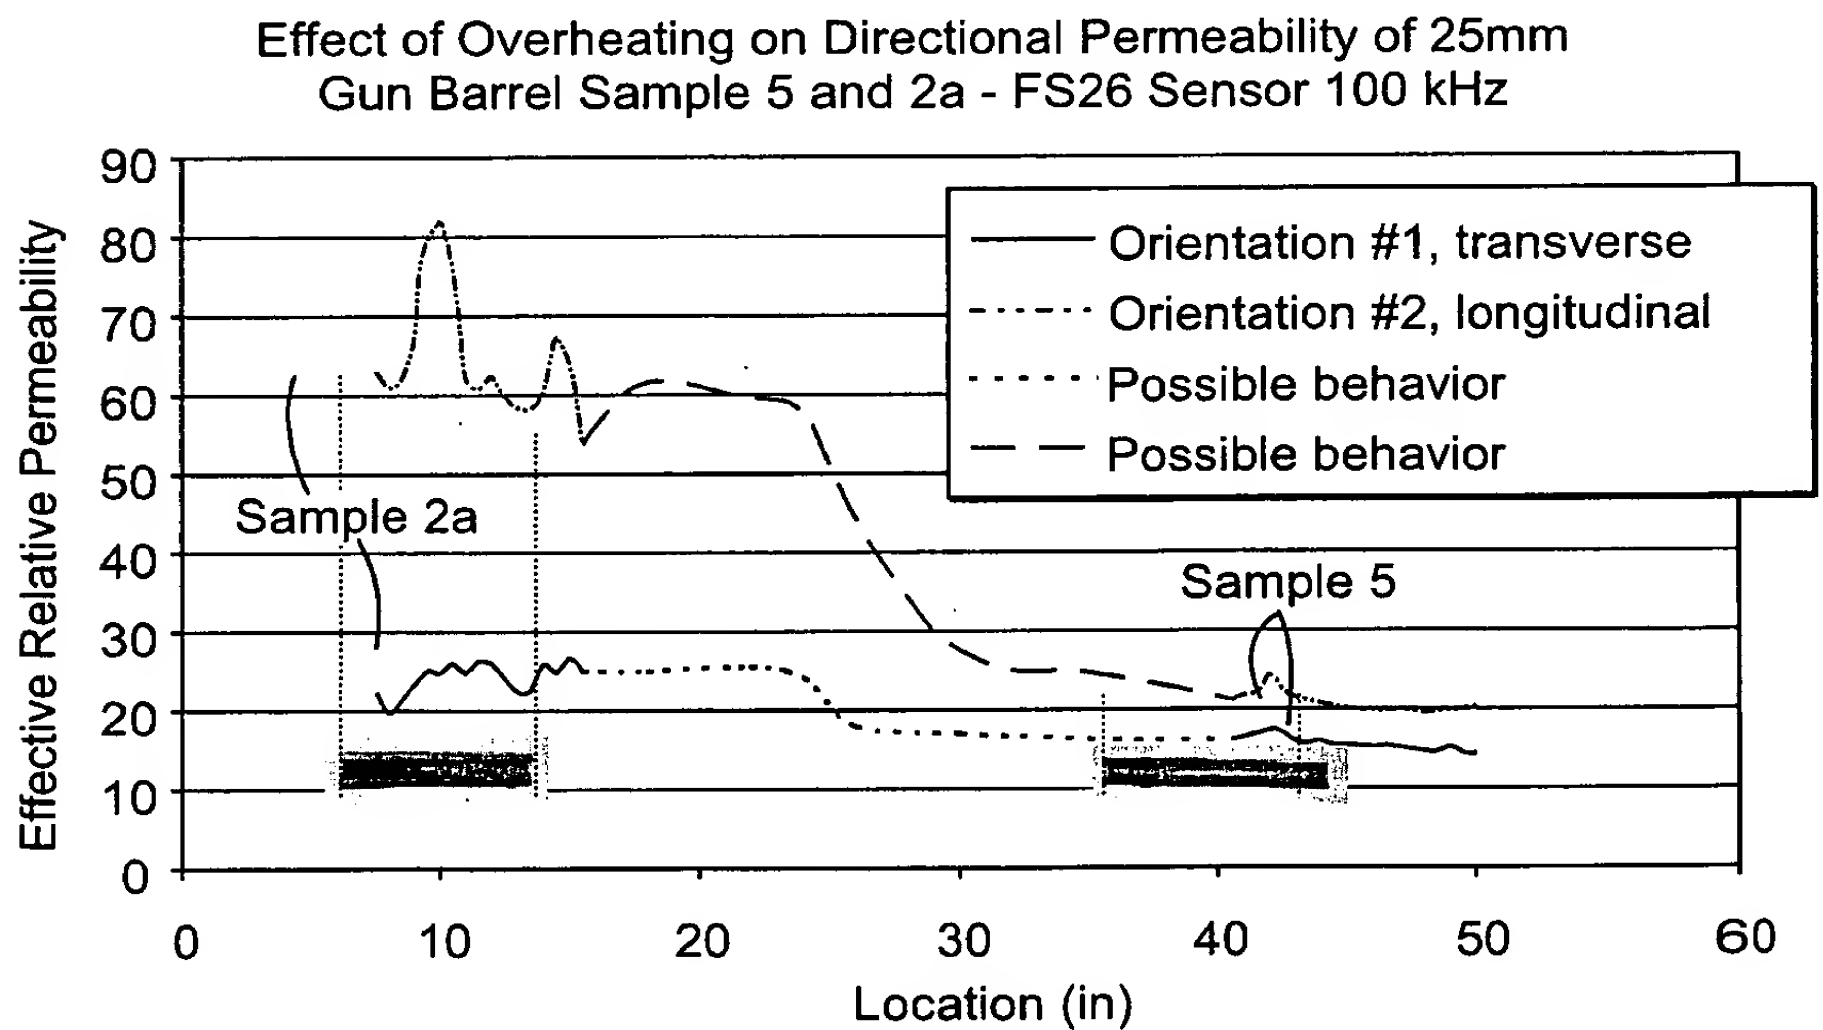 Effect of Overheating on Directional Permeability of 25mm
Gun Barrel Sample 5 and 2a - FS26 Sensor 100 kHz
Effective Relative Permeability
90
80
70
60
50
40
30
20
10
0
Orientation #1, transverse
Orientation #2, longitudinal
Possible behavior
Possible behavior
Sample 2a
Sample 5
0 10 20 30 40 50 60
Location (in)